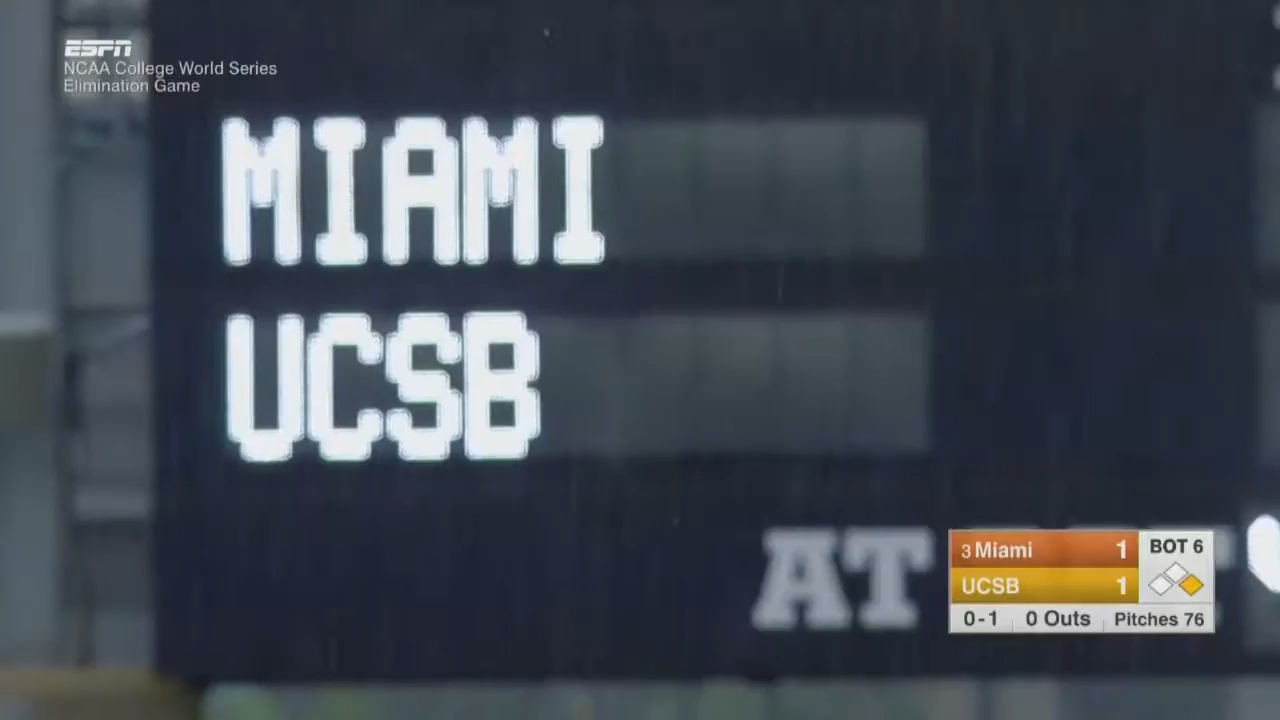 ESPN
NCAA College World Series
Elimination Game
MIAMI
UCSB
AT
3 Miami 1 BOT 6
UCSB 1
0-1 0 Outs Pitches 76